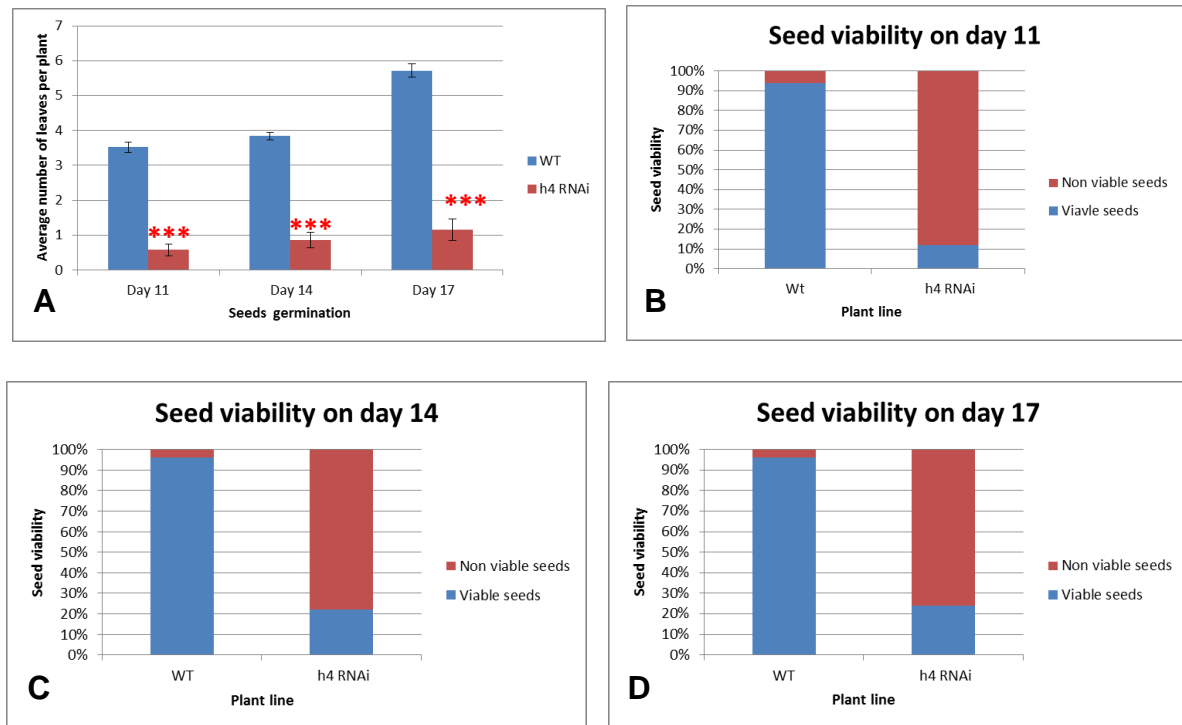 7
6
5
4
3
2
1
0
Average number of leaves per plant
***
***
***
Day 11
Day 14
Day 17
Seeds germination
WT
h4 RNAi
A
Seed viability on day 11
100%
90%
80%
70%
60%
50%
40%
30%
20%
10%
0%
Seed viability
Wt
h4 RNAi
Plant line
Non viable seeds
Viavle seeds
B
Seed viability on day 14
100%
90%
80%
70%
60%
50%
40%
30%
20%
10%
0%
Seed viability
WT
h4 RNAi
Plant line
Non viable seeds
Viable seeds
C
Seed viability on day 17
100%
90%
80%
70%
60%
50%
40%
30%
20%
10%
0%
Seed viability
WT
h4 RNAi
Plant line
Non viable seeds
Viable seeds
D